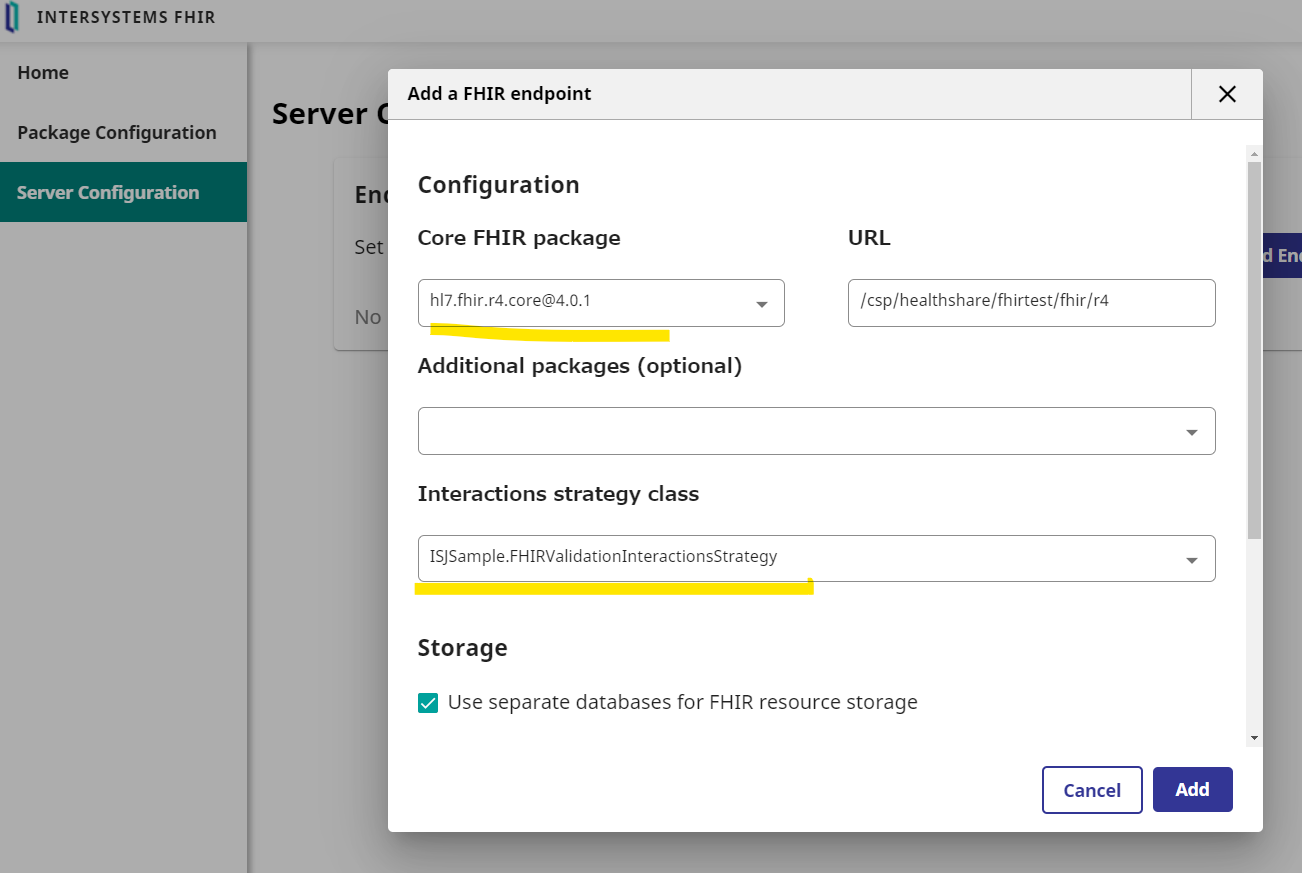 INTERSYSTEMS FHIR
Home
Package Configuration
Server Configuration
Server C
Set
No
Add a FHIR endpoint
Configuration
Core FHIR package
URL
hl7.fhir.r4.core@4.0.1
/csp/healthshare/fhirtest/fhir/r4
Additional packages (optional)
Interactions strategy class
ISJSample.FHIRValidationInteractionsStrategy
Storage
Use separate databases for FHIR resource storage
Cancel
Add